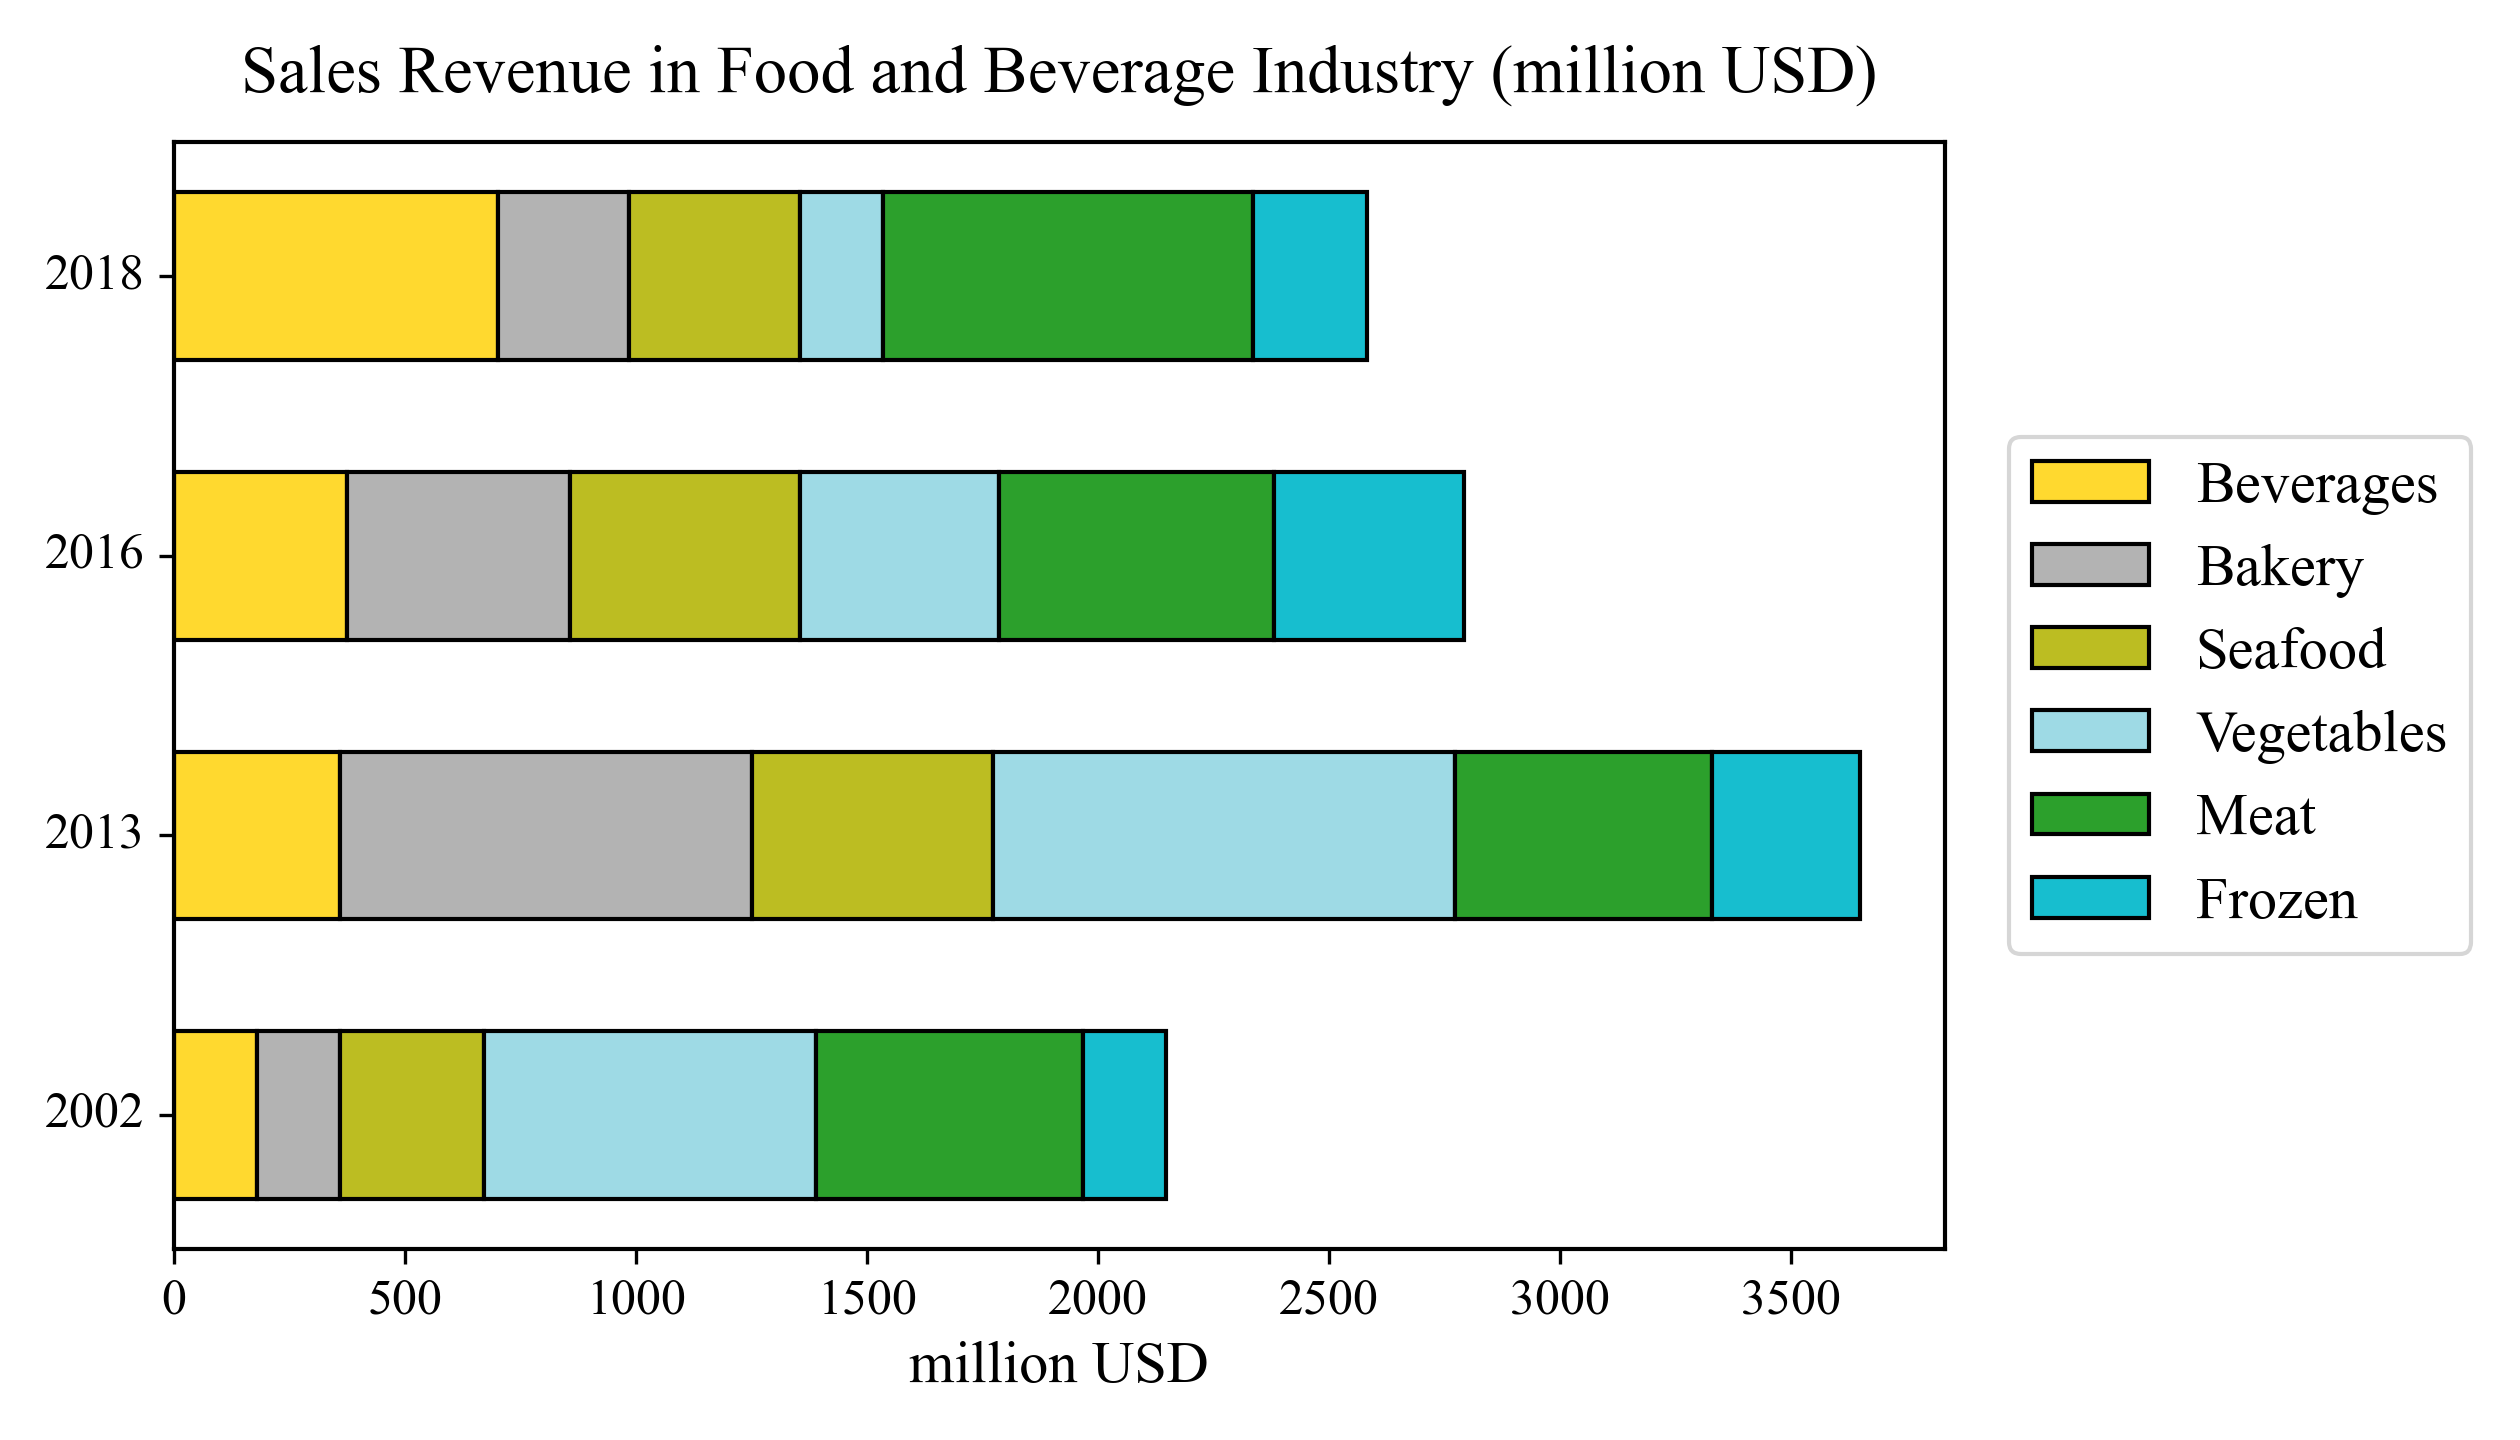 Sales Revenue in Food and Beverage Industry (million USD)
2018
2016
2013
2002
0 500 1000 1500 2000 2500 3000 3500
million USD
Beverages
Bakery
Seafood
Vegetables
Meat
Frozen